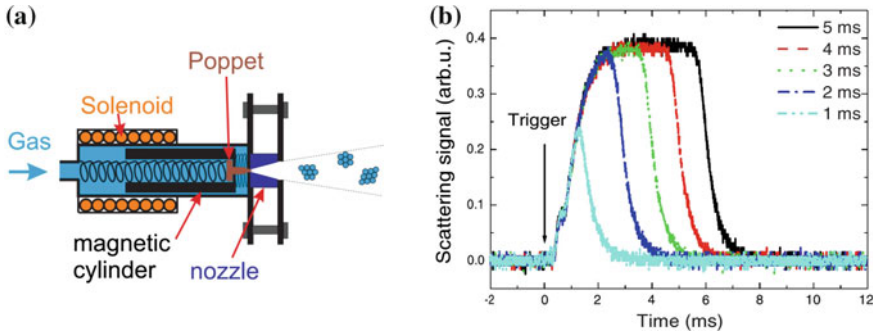 (a)
Poppet
Solenoid
Gas
magnetic
cylinder
nozzle
(b)
Scattering signal (arb.u.)
0.4
0.3
0.2
0.1
0.0
Trigger
5 ms
4 ms
3 ms
2 ms
1 ms
-2 0 2 4 6 8 10 12
Time (ms)